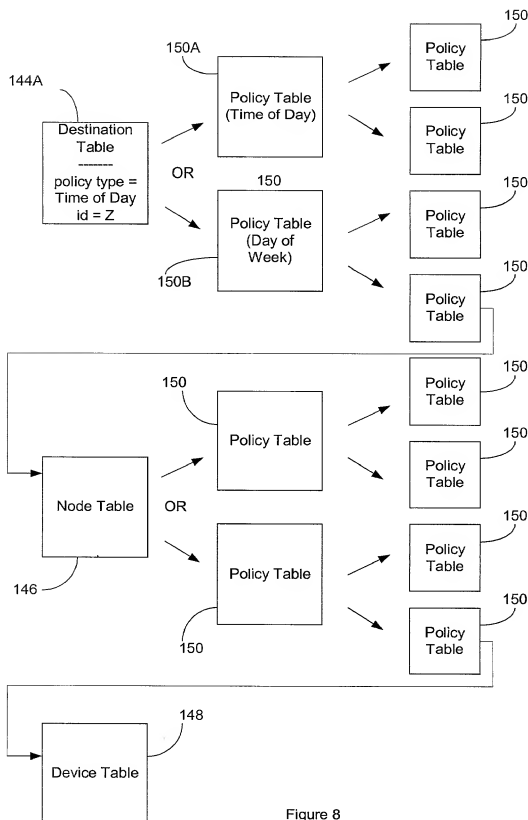 150
Policy
Table
150A
144A
Policy Table
(Time of Day)
150
Policy
Table
Destination
Table
-------
policy type =
Time of Day
id = Z
OR
150
Policy Table
(Day of
Week)
150B
150
Policy
Table
150
Policy
Table
150
Policy
Table
150
Policy Table
150
Policy
Table
Node Table
146
OR
Policy Table
150
150
Policy
Table
150
Policy
Table
148
Device Table
Figure 8